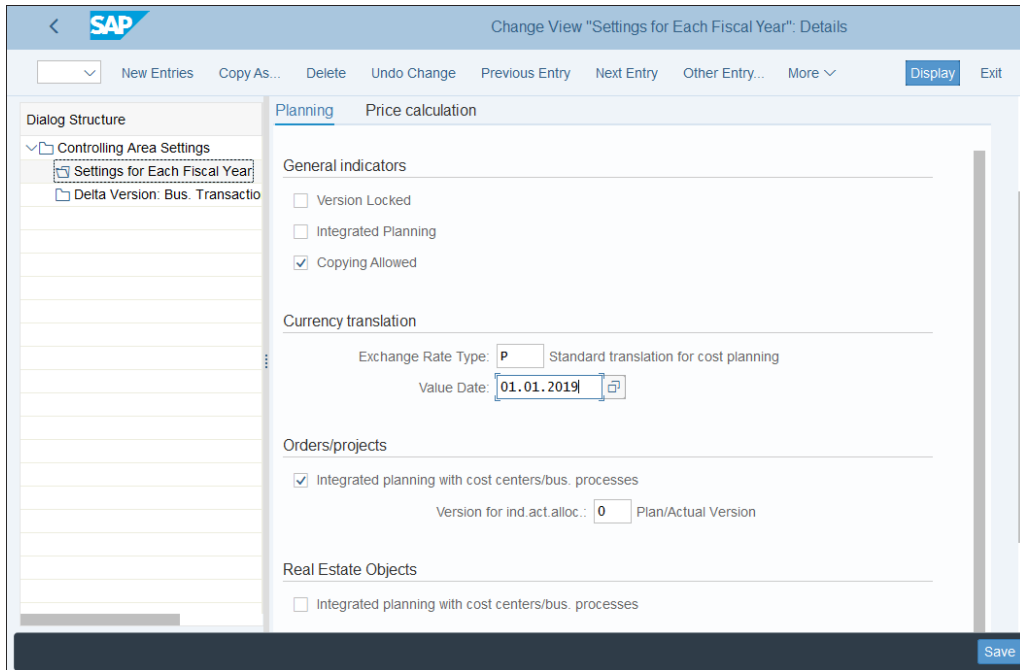 SAP Change View "Settings for Each Fiscal Year": Details
New Entries Copy As... Delete Undo Change Previous Entry Next Entry Other Entry... More Display Exit
Dialog Structure
Controlling Area Settings
Settings for Each Fiscal Year
Delta Version: Bus. Transactio
Planning Price calculation
General indicators
Version Locked
Integrated Planning
Copying Allowed
Currency translation
Exchange Rate Type: P Standard translation for cost planning
Value Date: 01.01.2019
Orders/projects
Integrated planning with cost centers/bus. processes
Version for ind.act.alloc.: 0 Plan/Actual Version
Real Estate Objects
Integrated planning with cost centers/bus. processes
Save